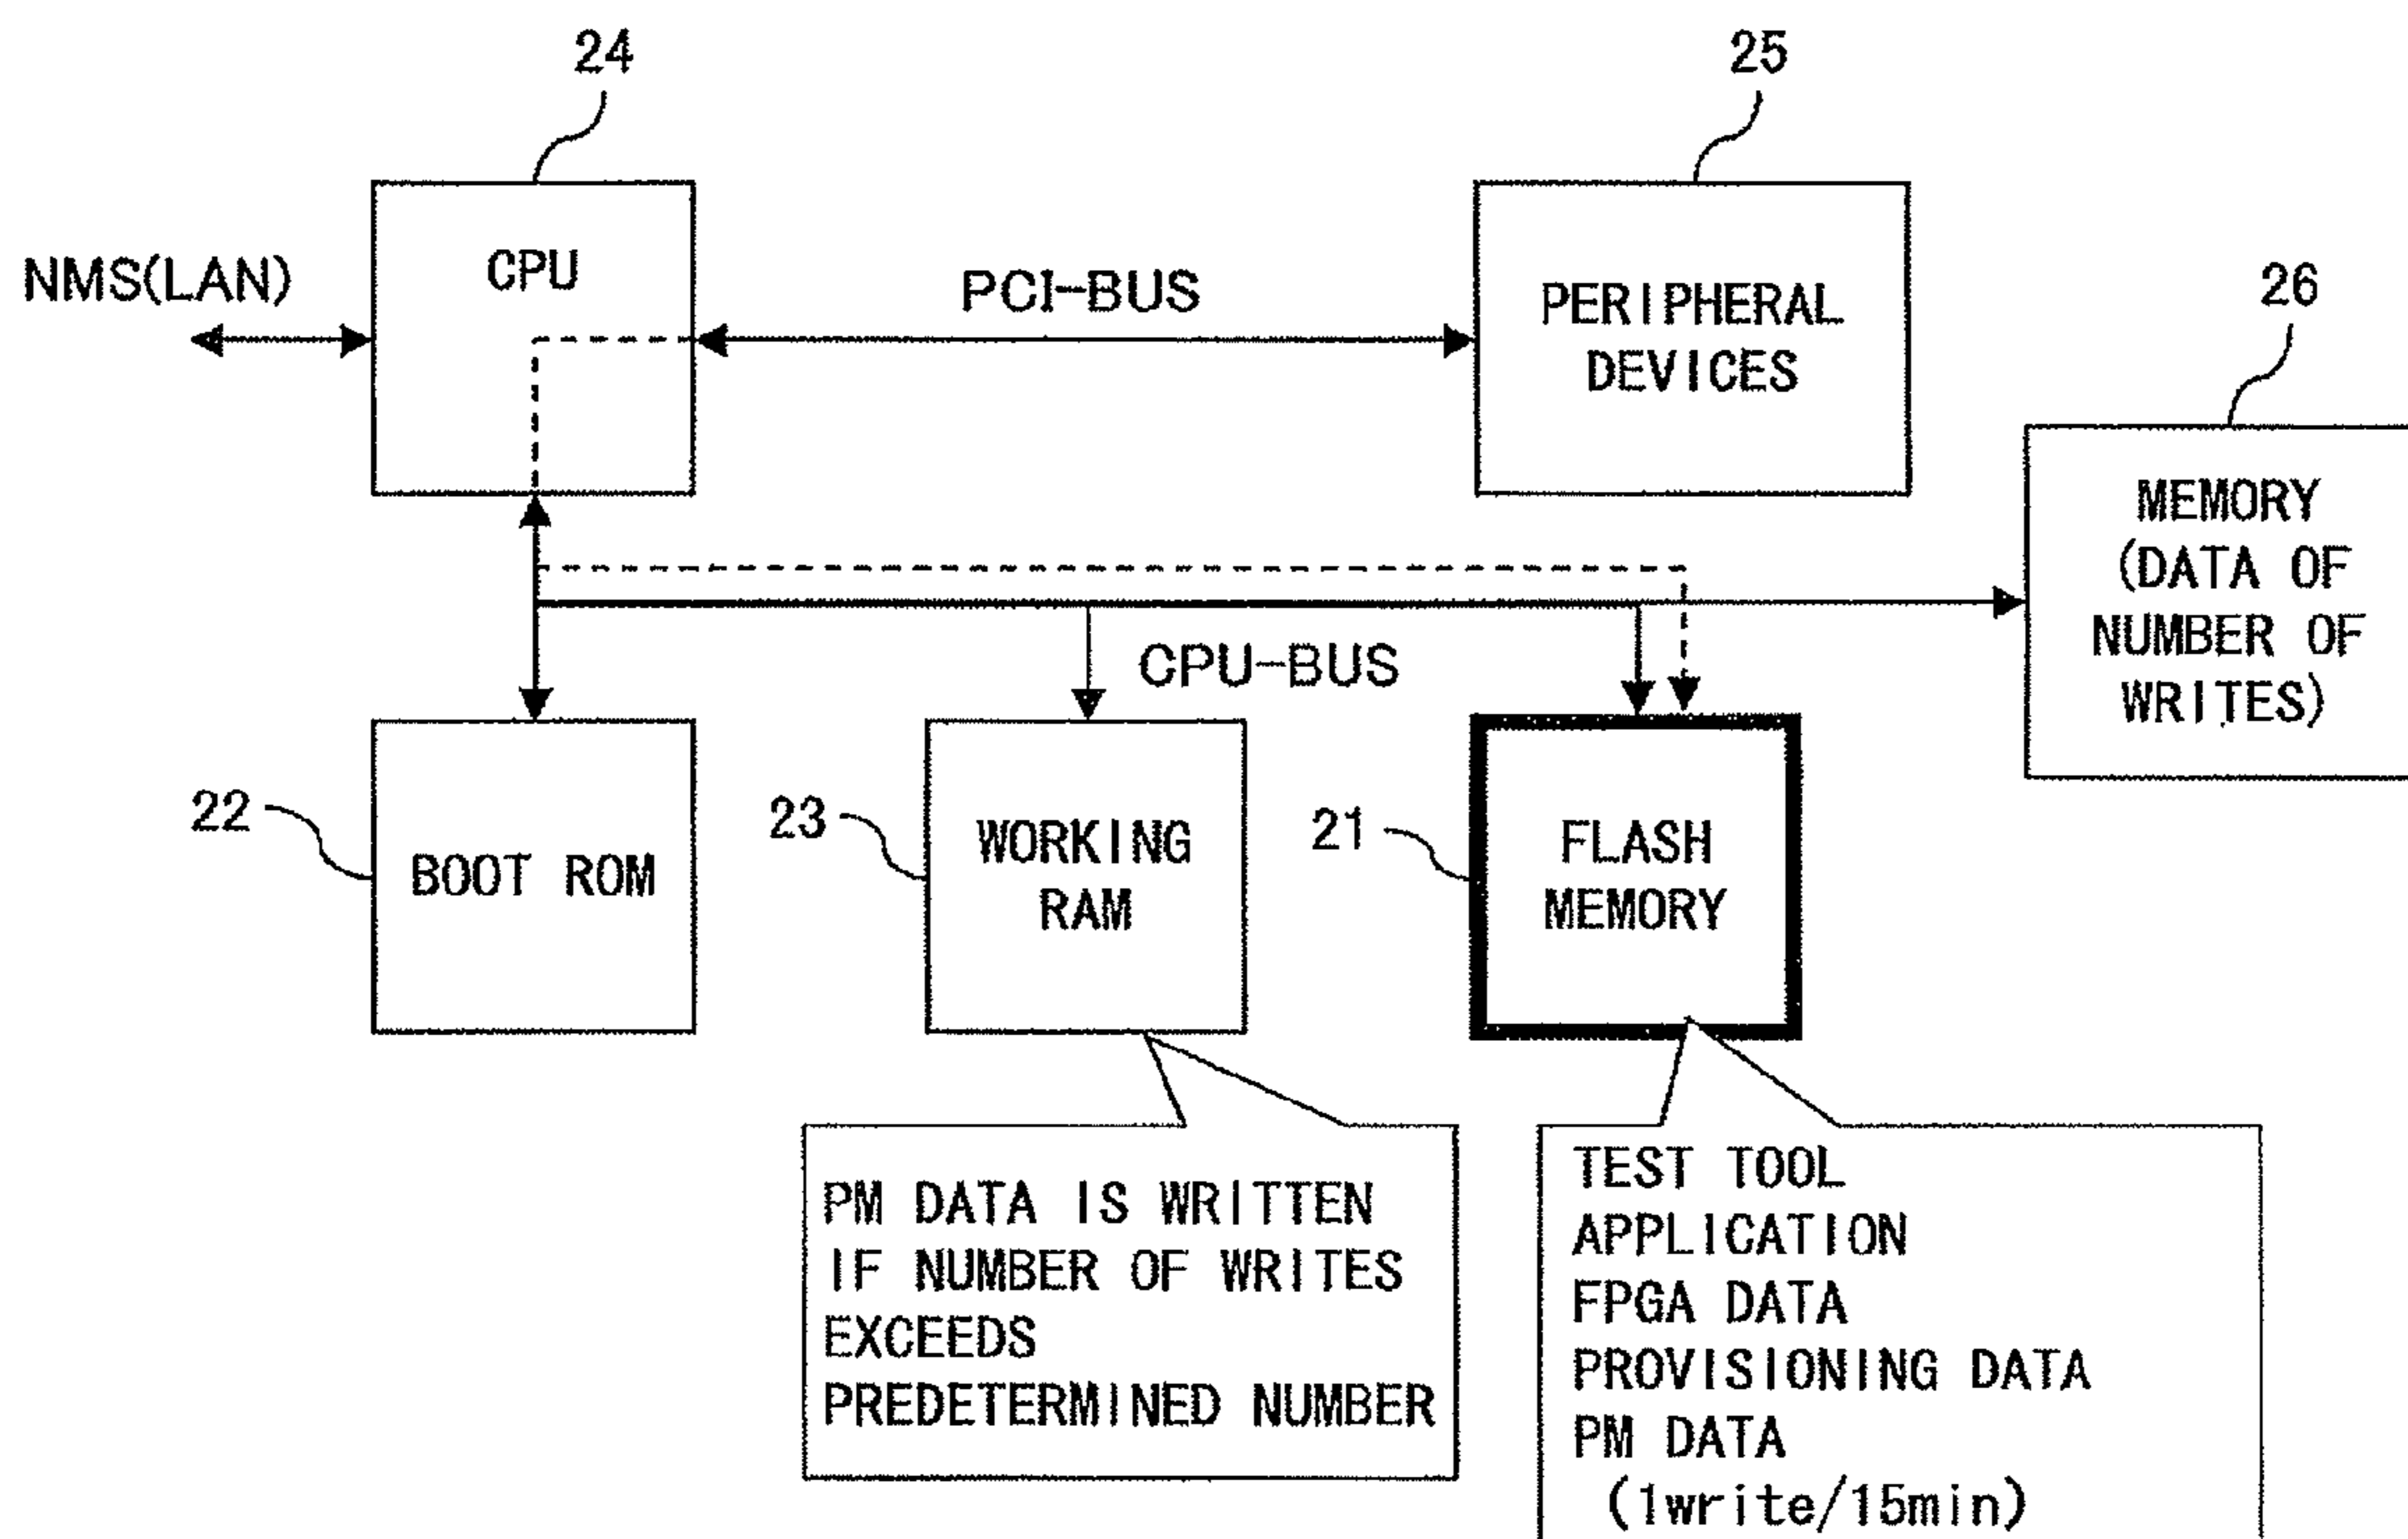 24
25
NMS(LAN)
CPU
PCI-BUS
PERIPHERAL
DEVICES
26
MEMORY
(DATA OF
NUMBER OF
WRITES)
CPU-BUS
22
BOOT ROM
23
WORKING
RAM
21
FLASH
MEMORY
PM DATA IS WRITTEN
IF NUMBER OF WRITES
EXCEEDS
PREDETERMINED NUMBER
TEST TOOL
APPLICATION
FPGA DATA
PROVISIONING DATA
PM DATA
(1write/15min)